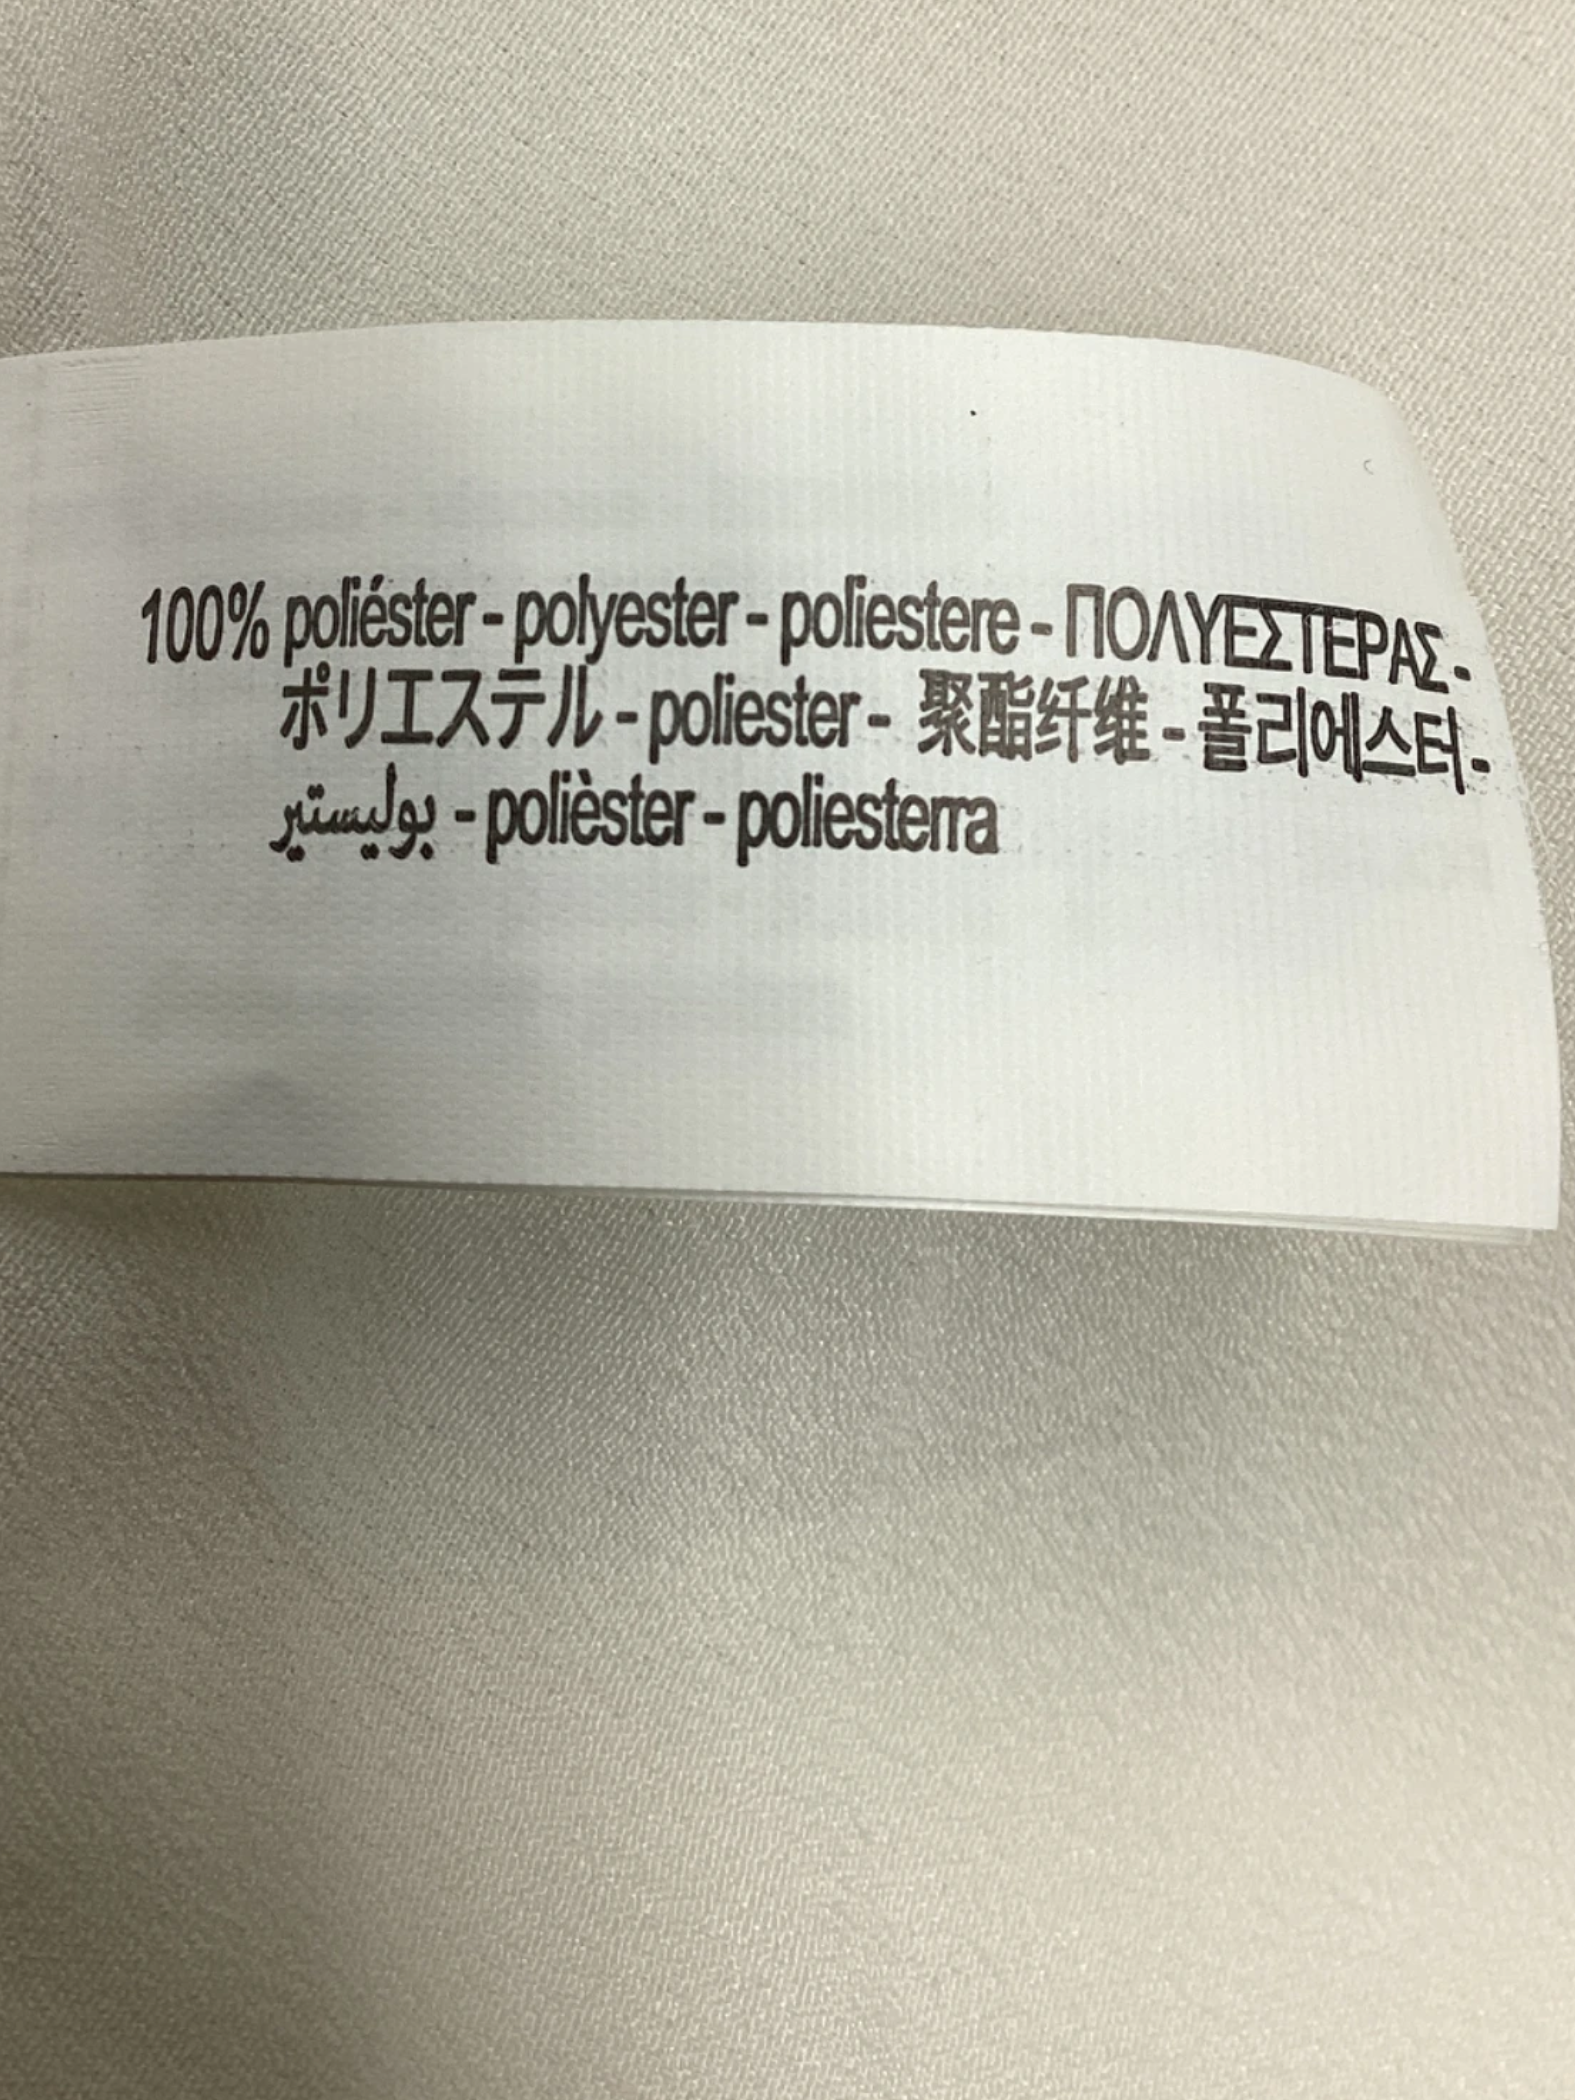 100% poliéster - polyester - poliestere - ΠΟΛΥΕΣΤΕΡΑΣ -
ポリエステル - poliester - 聚酯纤维 - 폴리에스터 -
بوليستير - polièster - poliesterra